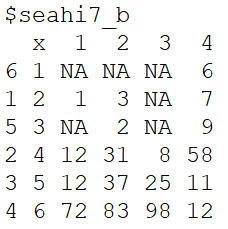 $seahi7_b
  x  1  2  3  4
6 1 NA NA NA  6
1 2  1  3 NA  7
5 3 NA  2 NA  9
2 4 12 31  8 58
3 5 12 37 25 11
4 6 72 83 98 12